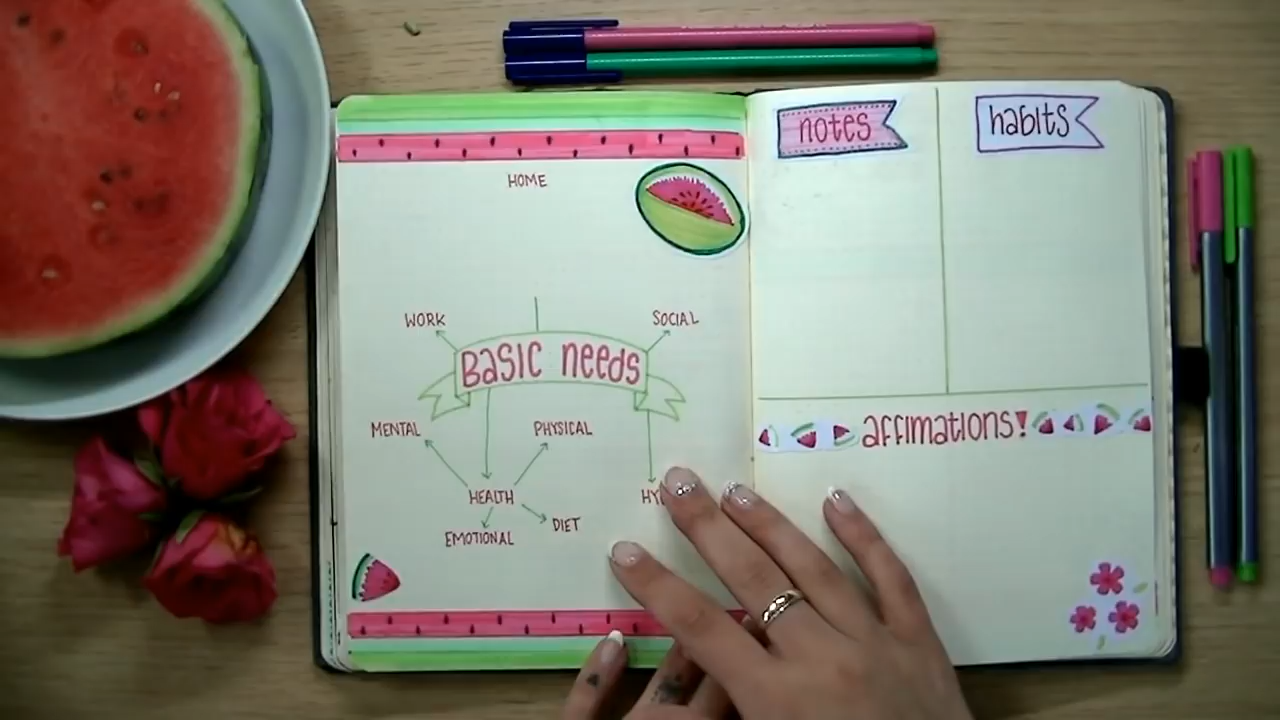 HOME
WORK
SOCIAL
BASIC NEEDS
MENTAL
PHYSICAL
HEALTH
EMOTIONAL
DIET
notes
habits
affimations!